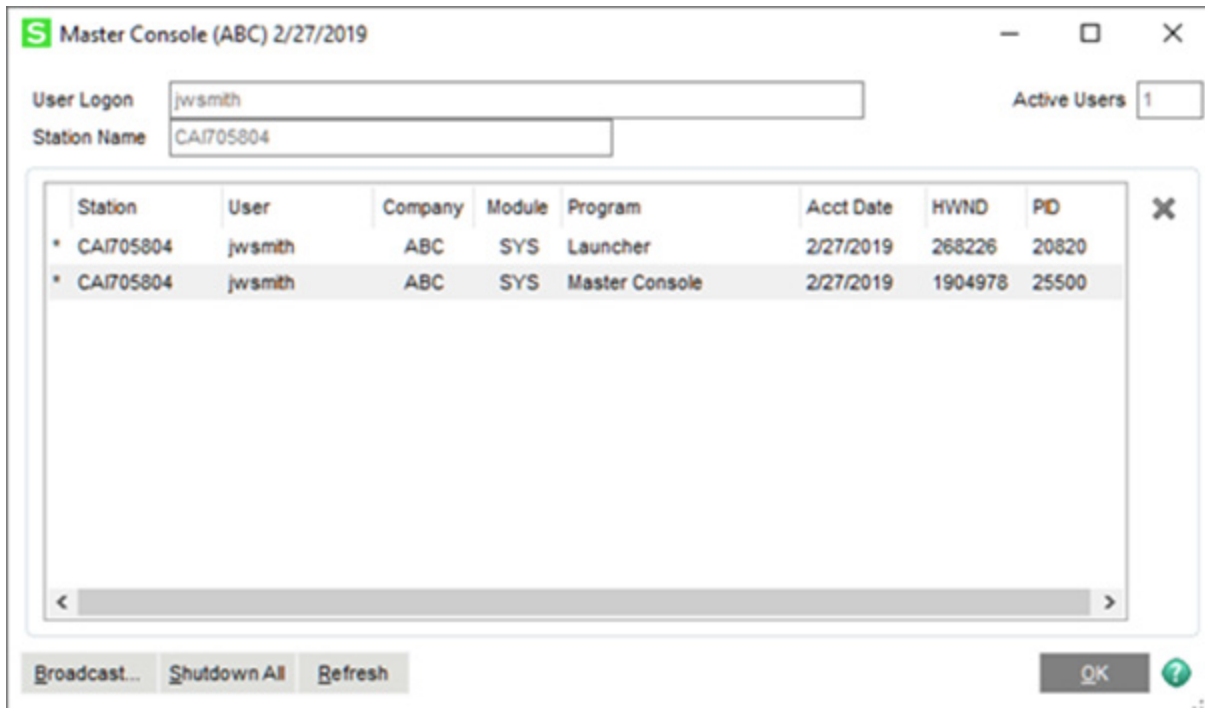 S Master Console (ABC) 2/27/2019
User Logon jwsmith Active Users 1
Station Name CAI705804
Station User Company Module Program Acct Date HWND PID
* CAI705804 jwsmith ABC SYS Launcher 2/27/2019 268226 20820
* CAI705804 jwsmith ABC SYS Master Console 2/27/2019 1904978 25500
Broadcast... Shutdown All Refresh OK ?